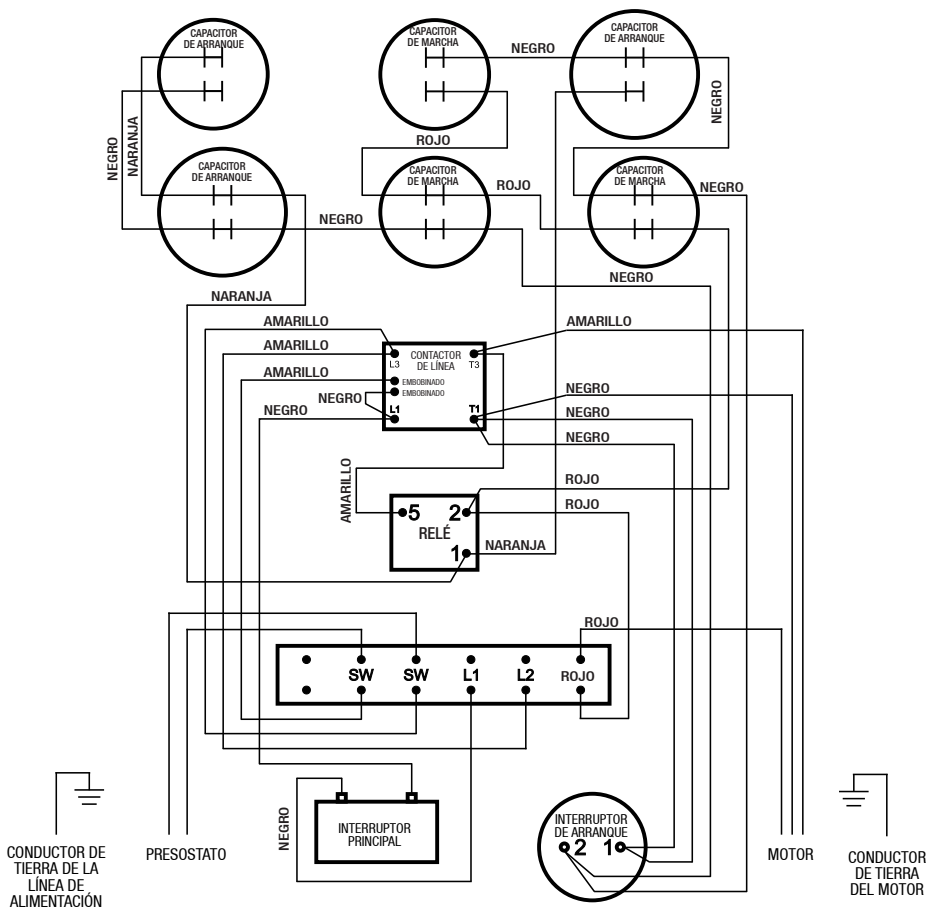 CAPACITOR
DE ARRANQUE
CAPACITOR
DE MARCHA
NEGRO
CAPACITOR
DE ARRANQUE
NEGRO
NARANJA
ROJO
NEGRO
CAPACITOR
DE ARRANQUE
NEGRO
CAPACITOR
DE MARCHA
ROJO
CAPACITOR
DE MARCHA
NEGRO
NEGRO
NARANJA
AMARILLO
AMARILLO
AMARILLO
NEGRO
NEGRO
L3
CONTACTOR
DE LÍNEA
T3
EMBOBINADO
EMBOBINADO
L1
T1
AMARILLO
NEGRO
NEGRO
NEGRO
AMARILLO
ROJO
ROJO
5
2
RELÉ
1
NARANJA
ROJO
SW
SW
L1
L2
ROJO
NEGRO
INTERRUPTOR
PRINCIPAL
INTERRUPTOR
DE ARRANQUE
2
1
CONDUCTOR DE
TIERRA DE LA
LÍNEA DE
ALIMENTACIÓN
PRESOSTATO
MOTOR
CONDUCTOR
DE TIERRA
DEL MOTOR